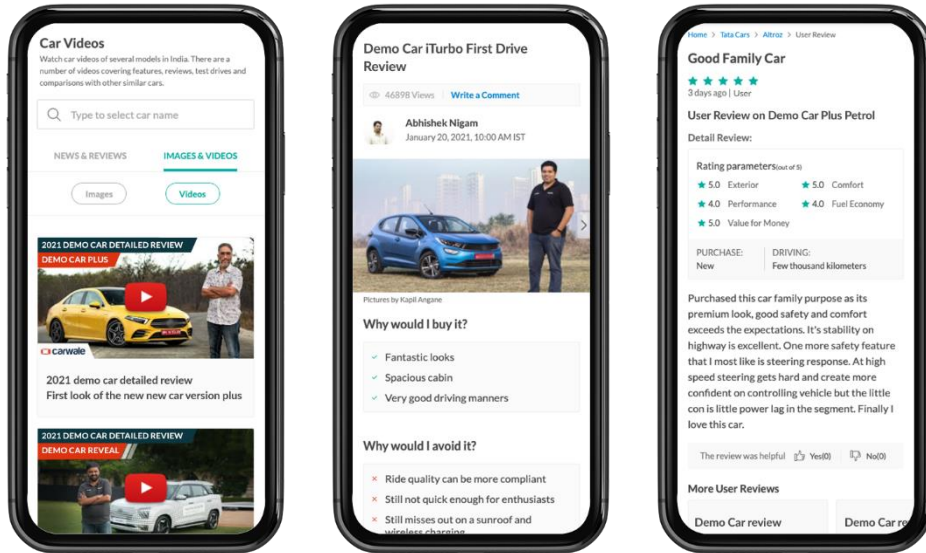 Car Videos
Watch car videos of several models in India. There are a
number of videos covering features, reviews, test drives and
comparisons with other similar cars.
Type to select car name
NEWS & REVIEWS
IMAGES & VIDEOS
Images
Videos
2021 DEMO CAR DETAILED REVIEW
DEMO CAR PLUS
carwale
2021 demo car detailed review
First look of the new new car version plus
2021 DEMO CAR DETAILED REVIEW
DEMO CAR REVEAL
Demo Car iTurbo First Drive
Review
46898 Views
Write a Comment
Abhishek Nigam
January 20, 2021, 10:00 AM IST
Pictures by Kapil Angane
Why would I buy it?
Fantastic looks
Spacious cabin
Very good driving manners
Why would I avoid it?
Ride quality can be more compliant
Still not quick enough for enthusiasts
Still misses out on a sunroof and
wireless charging
Home > Tata Cars > Altroz > User Review
Good Family Car
3 days ago | User
User Review on Demo Car Plus Petrol
Detail Review:
Rating parameters(out of 5)
5.0 Exterior
5.0 Comfort
4.0 Performance
4.0 Fuel Economy
5.0 Value for Money
PURCHASE:
New
DRIVING:
Few thousand kilometers
Purchased this car family purpose as its
premium look, good safety and comfort
exceeds the expectations. It's stability on
highway is excellent. One more safety feature
that I most like is steering response. At high
speed steering gets hard and create more
confident on controlling vehicle but the little
con is little power lag in the segment. Finally I
love this car.
The review was helpful
Yes(0)
No(0)
More User Reviews
Demo Car review
Demo Car re